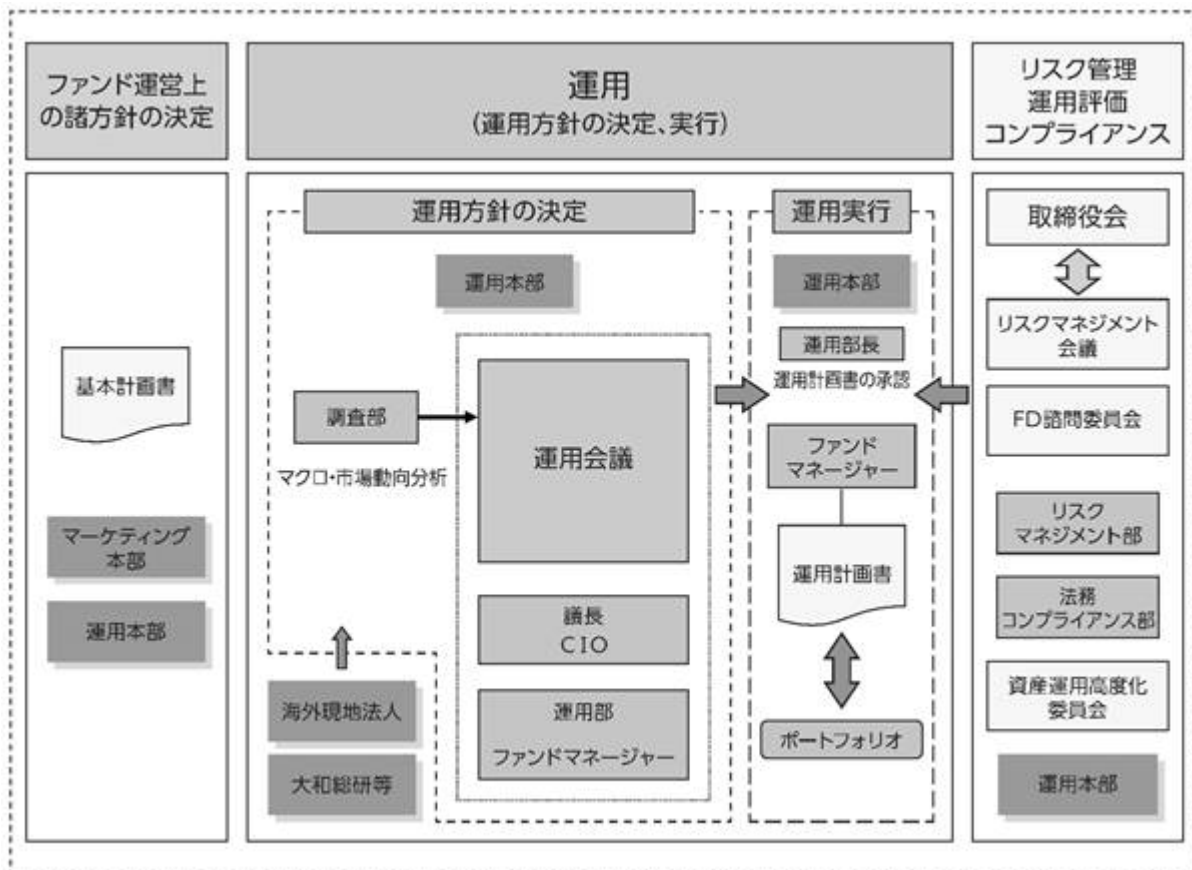 ファンド運営上
の諸方針の決定
運用
(運用方針の決定、実行)
リスク管理
運用評価
コンプライアンス
基本計画書
マーケティング
本部
運用本部
運用方針の決定
運用本部
調査部
マクロ・市場動向分析
運用会議
議長
CIO
運用部
ファンドマネージャー
海外現地法人
大和総研等
運用実行
運用本部
運用部長
運用計画書の承認
ファンド
マネージャー
運用計画書
ポートフォリオ
取締役会
リスクマネジメント
会議
FD諮問委員会
リスク
マネジメント部
法務
コンプライアンス部
資産運用高度化
委員会
運用本部